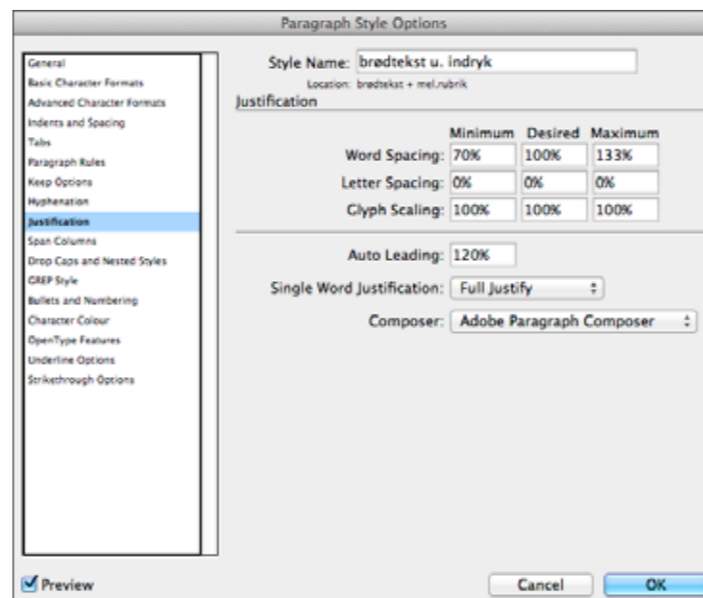 Paragraph Style Options
General
Basic Character Formats
Advanced Character Formats
Indents and Spacing
Tabs
Paragraph Rules
Keep Options
Hyphenation
Justification
Span Columns
Drop Caps and Nested Styles
GREP Style
Bullets and Numbering
Character Colour
OpenType Features
Underline Options
Strikethrough Options
Style Name: brødtekst u. indryk
Location: brødtekst + mel.rubrik
Justification
Minimum Desired Maximum
Word Spacing: 70% 100% 133%
Letter Spacing: 0% 0% 0%
Glyph Scaling: 100% 100% 100%
Auto Leading: 120%
Single Word Justification: Full Justify
Composer: Adobe Paragraph Composer
Preview
Cancel OK